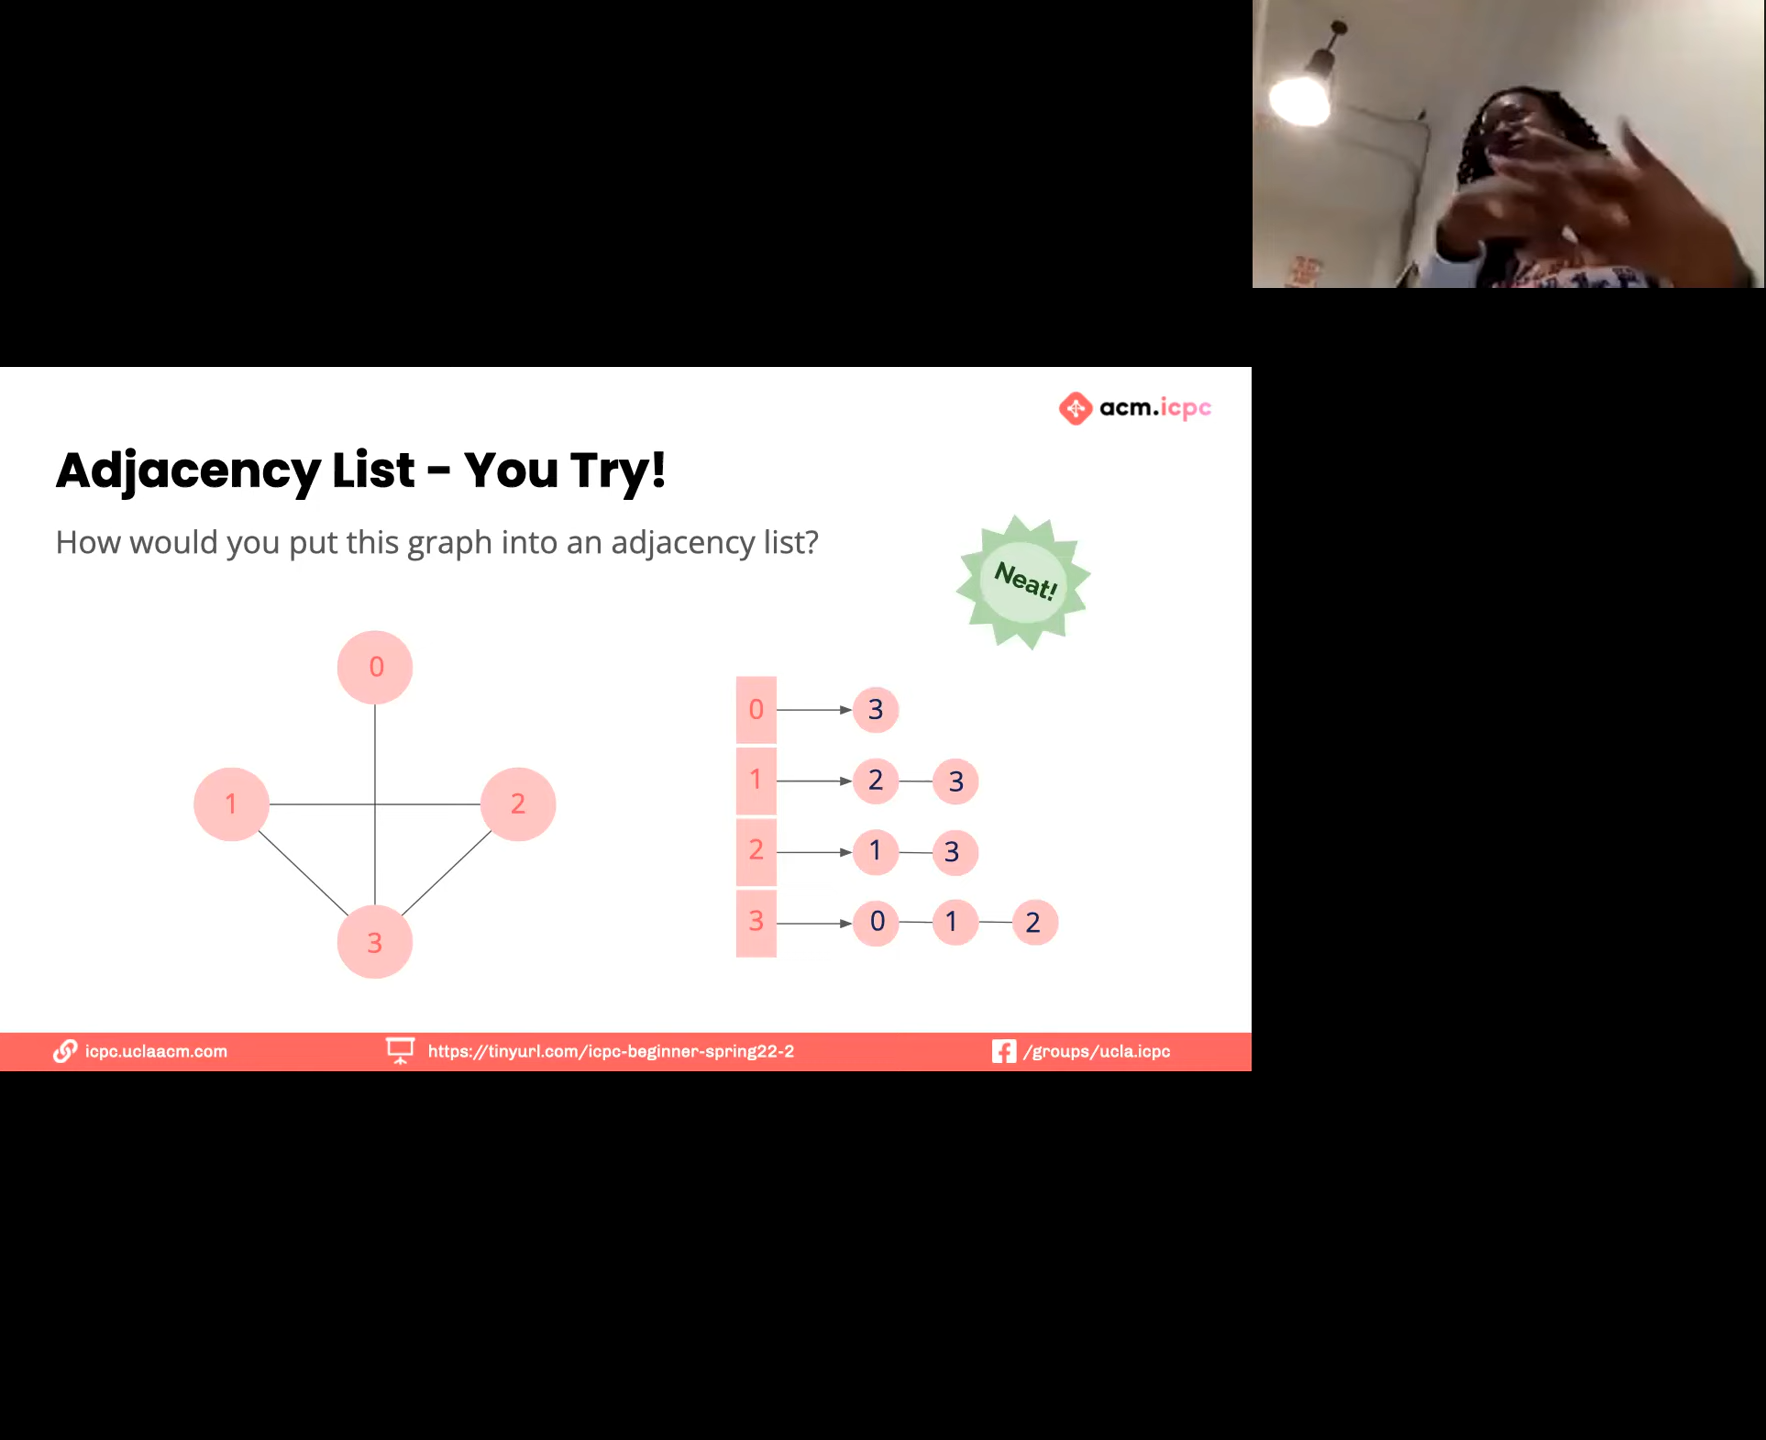 acm.icpc
Adjacency List - You Try!
How would you put this graph into an adjacency list?
Neat!
0
1 2
3
0 3
1 2 3
2 1 3
3 0 1 2
icpc.uclaacm.com
https://tinyurl.com/icpc-beginner-spring22-2
/groups/ucla.icpc